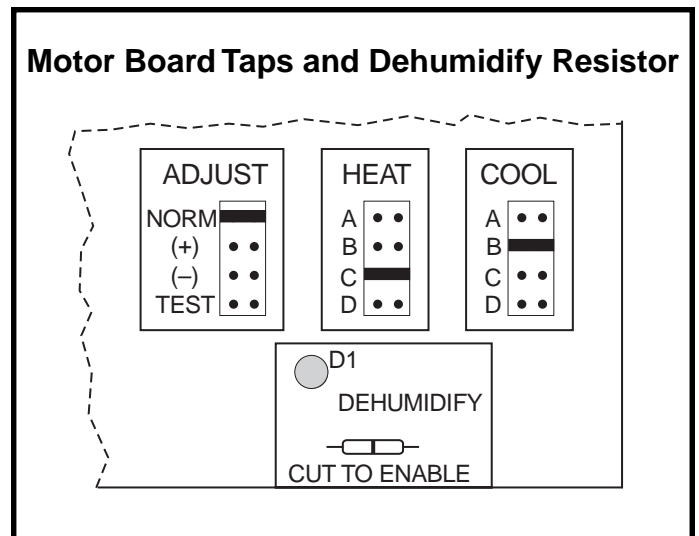 Motor Board Taps and Dehumidify Resistor
ADJUST
NORM
(+)
(–)
TEST
HEAT
A
B
C
D
COOL
A
B
C
D
D1
DEHUMIDIFY
CUT TO ENABLE